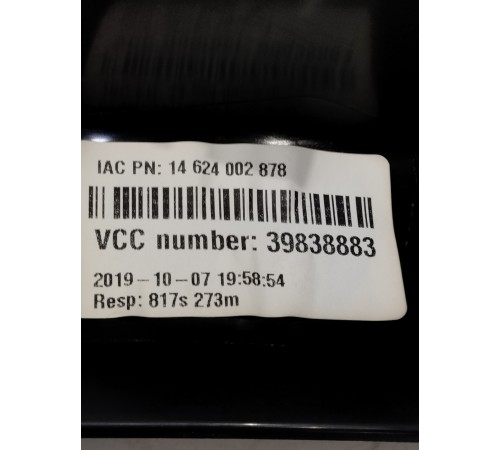 IAC PN: 14 624 002 878
VCC number: 39838883
2019-10-07 19:58:54
Resp: 817s 273m